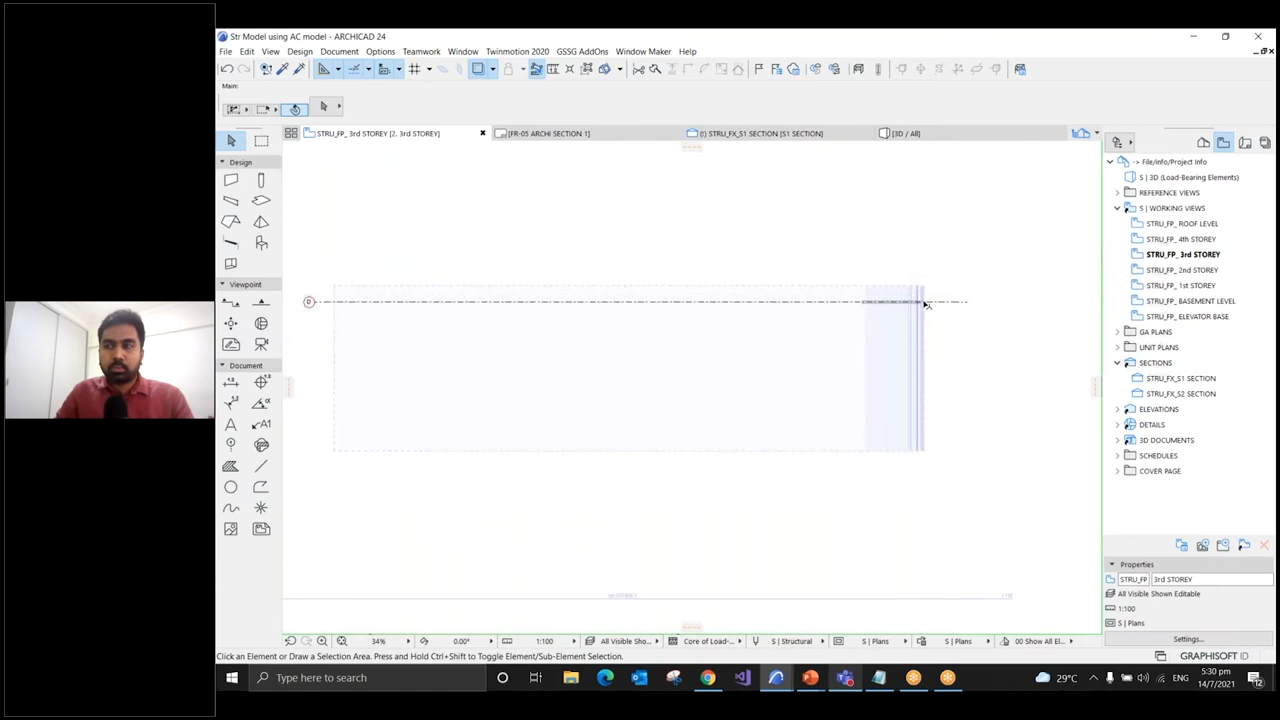 Str Model using AC model - ARCHICAD 24
File Edit View Design Document Options Teamwork Window Twinmotion 2020 GSSG AddOns Window Maker Help
Main:
STRU_FP_ 3rd STOREY [2. 3rd STOREY]
[FR-05 ARCHI SECTION 1]
(!) STRU_FX_S1 SECTION [S1 SECTION]
[3D / All]
Design
Viewpoint
Document
D
-> File/info/Project Info
S | 3D (Load-Bearing Elements)
REFERENCE VIEWS
S | WORKING VIEWS
STRU_FP_ ROOF LEVEL
STRU_FP_ 4th STOREY
STRU_FP_ 3rd STOREY
STRU_FP_ 2nd STOREY
STRU_FP_ 1st STOREY
STRU_FP_ BASEMENT LEVEL
STRU_FP_ ELEVATOR BASE
GA PLANS
UNIT PLANS
SECTIONS
STRU_FX_S1 SECTION
STRU_FX_S2 SECTION
ELEVATIONS
DETAILS
3D DOCUMENTS
SCHEDULES
COVER PAGE
Properties
STRU_FP 3rd STOREY
All Visible Shown Editable
1:100
S | Plans
Settings...
34% 0.00° 1:100 All Visible Sho... Core of Load-... S | Structural S | Plans S | Plans 00 Show All El...
Click an Element or Draw a Selection Area. Press and Hold Ctrl+Shift to Toggle Element/Sub-Element Selection.
GRAPHISOFT ID
Type here to search
29°C
ENG
5:30 pm
14/7/2021